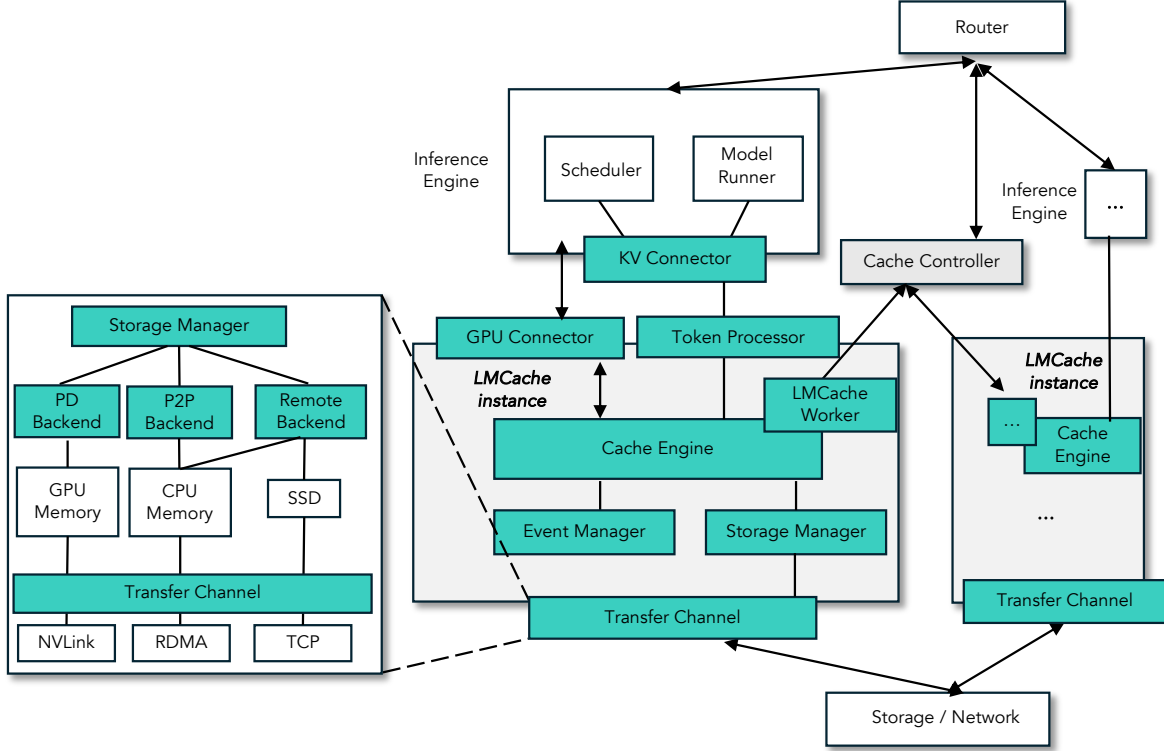 Router
Inference
Engine
Scheduler
Model
Runner
KV Connector
Inference
Engine
...
Cache Controller
Storage Manager
PD
Backend
P2P
Backend
Remote
Backend
GPU
Memory
CPU
Memory
SSD
Transfer Channel
NVLink
RDMA
TCP
GPU Connector
Token Processor
LMCache
instance
LMCache
Worker
Cache Engine
Event Manager
Storage Manager
Transfer Channel
LMCache
instance
...
Cache
Engine
...
Transfer Channel
Storage / Network